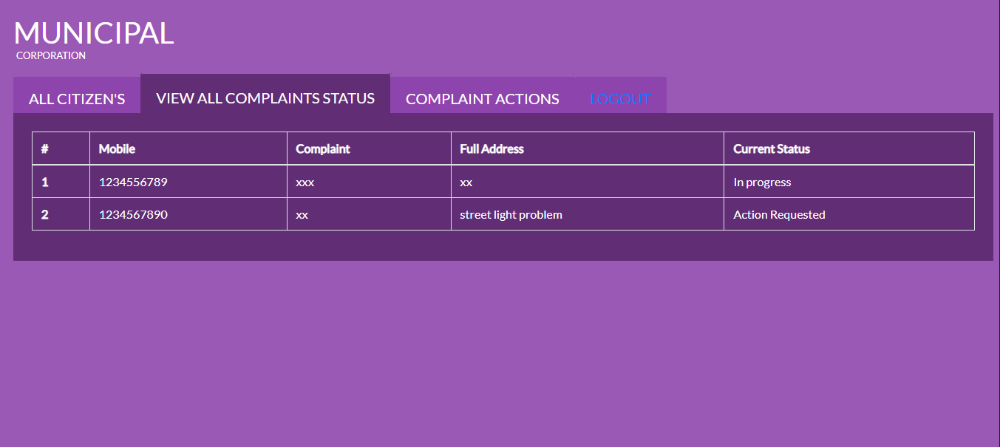 MUNICIPAL
CORPORATION
ALL CITIZEN'S VIEW ALL COMPLAINTS STATUS COMPLAINT ACTIONS LOGOUT
# Mobile Complaint Full Address Current Status
1 1234556789 xxx xx In progress
2 1234567890 xx street light problem Action Requested